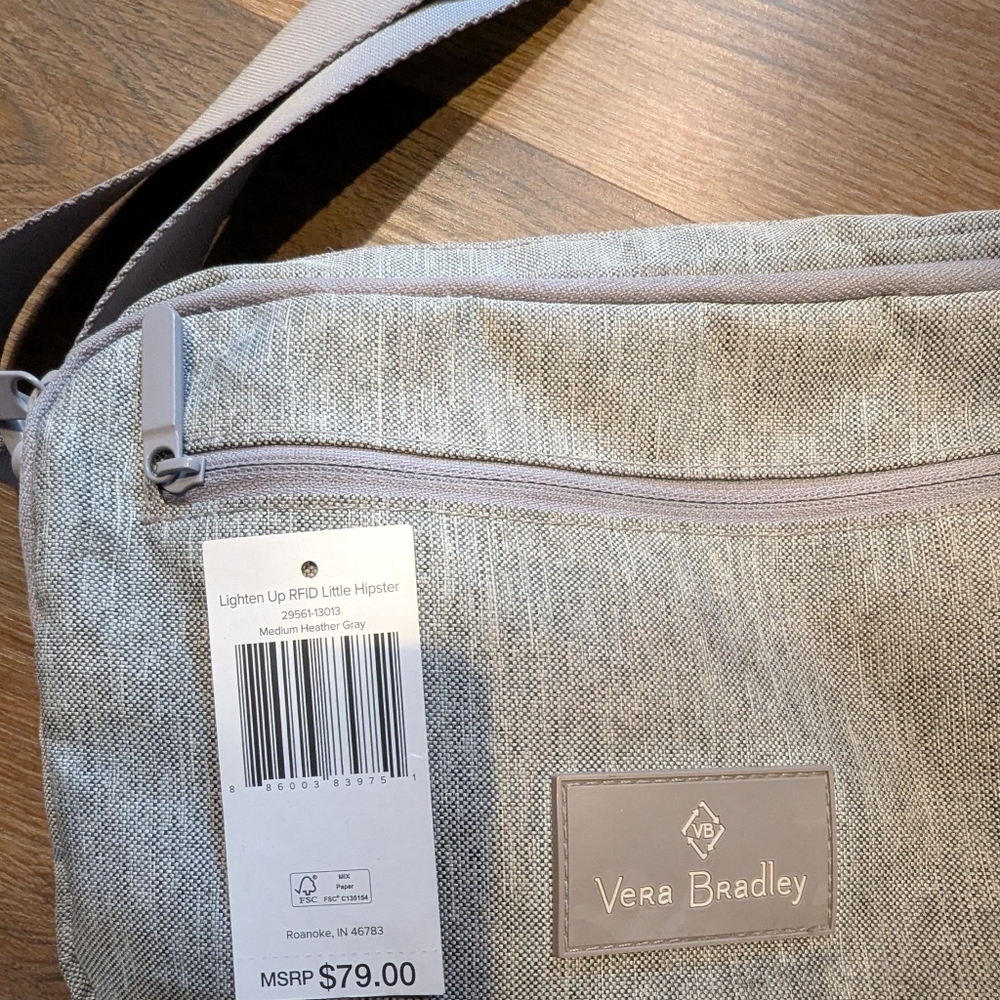 Lighten Up RFID Little Hipster
29561-13013
Medium Heather Gray
8 86003 83975 1
FSC
MIX
Paper
FSC® C135154
Roanoke, IN 46783
MSRP $79.00
VB
Vera Bradley